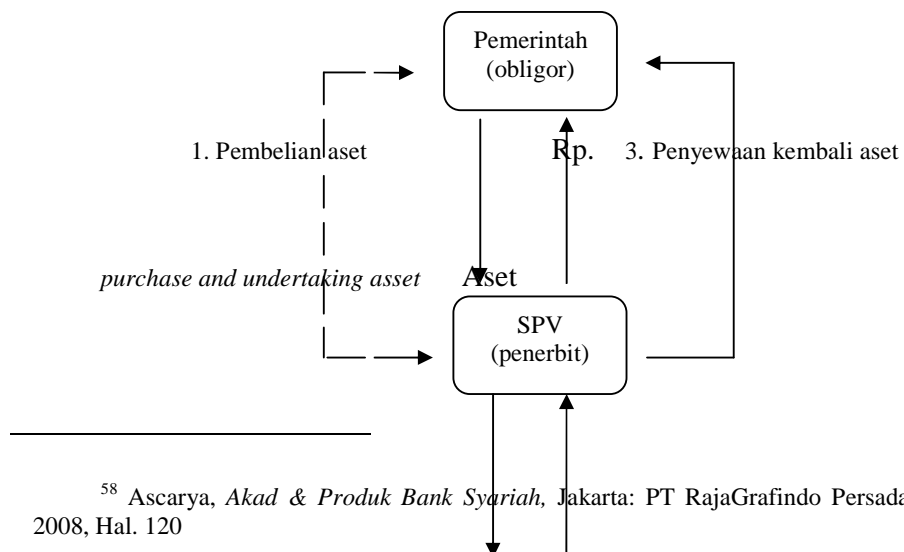 Pemerintah
(obligor)
1. Pembelian aset
Rp.
3. Penyewaan kembali aset
purchase and undertaking asset
Aset
SPV
(penerbit)
58 Ascarya, Akad & Produk Bank Syariah, Jakarta: PT RajaGrafindo Persada
2008, Hal. 120